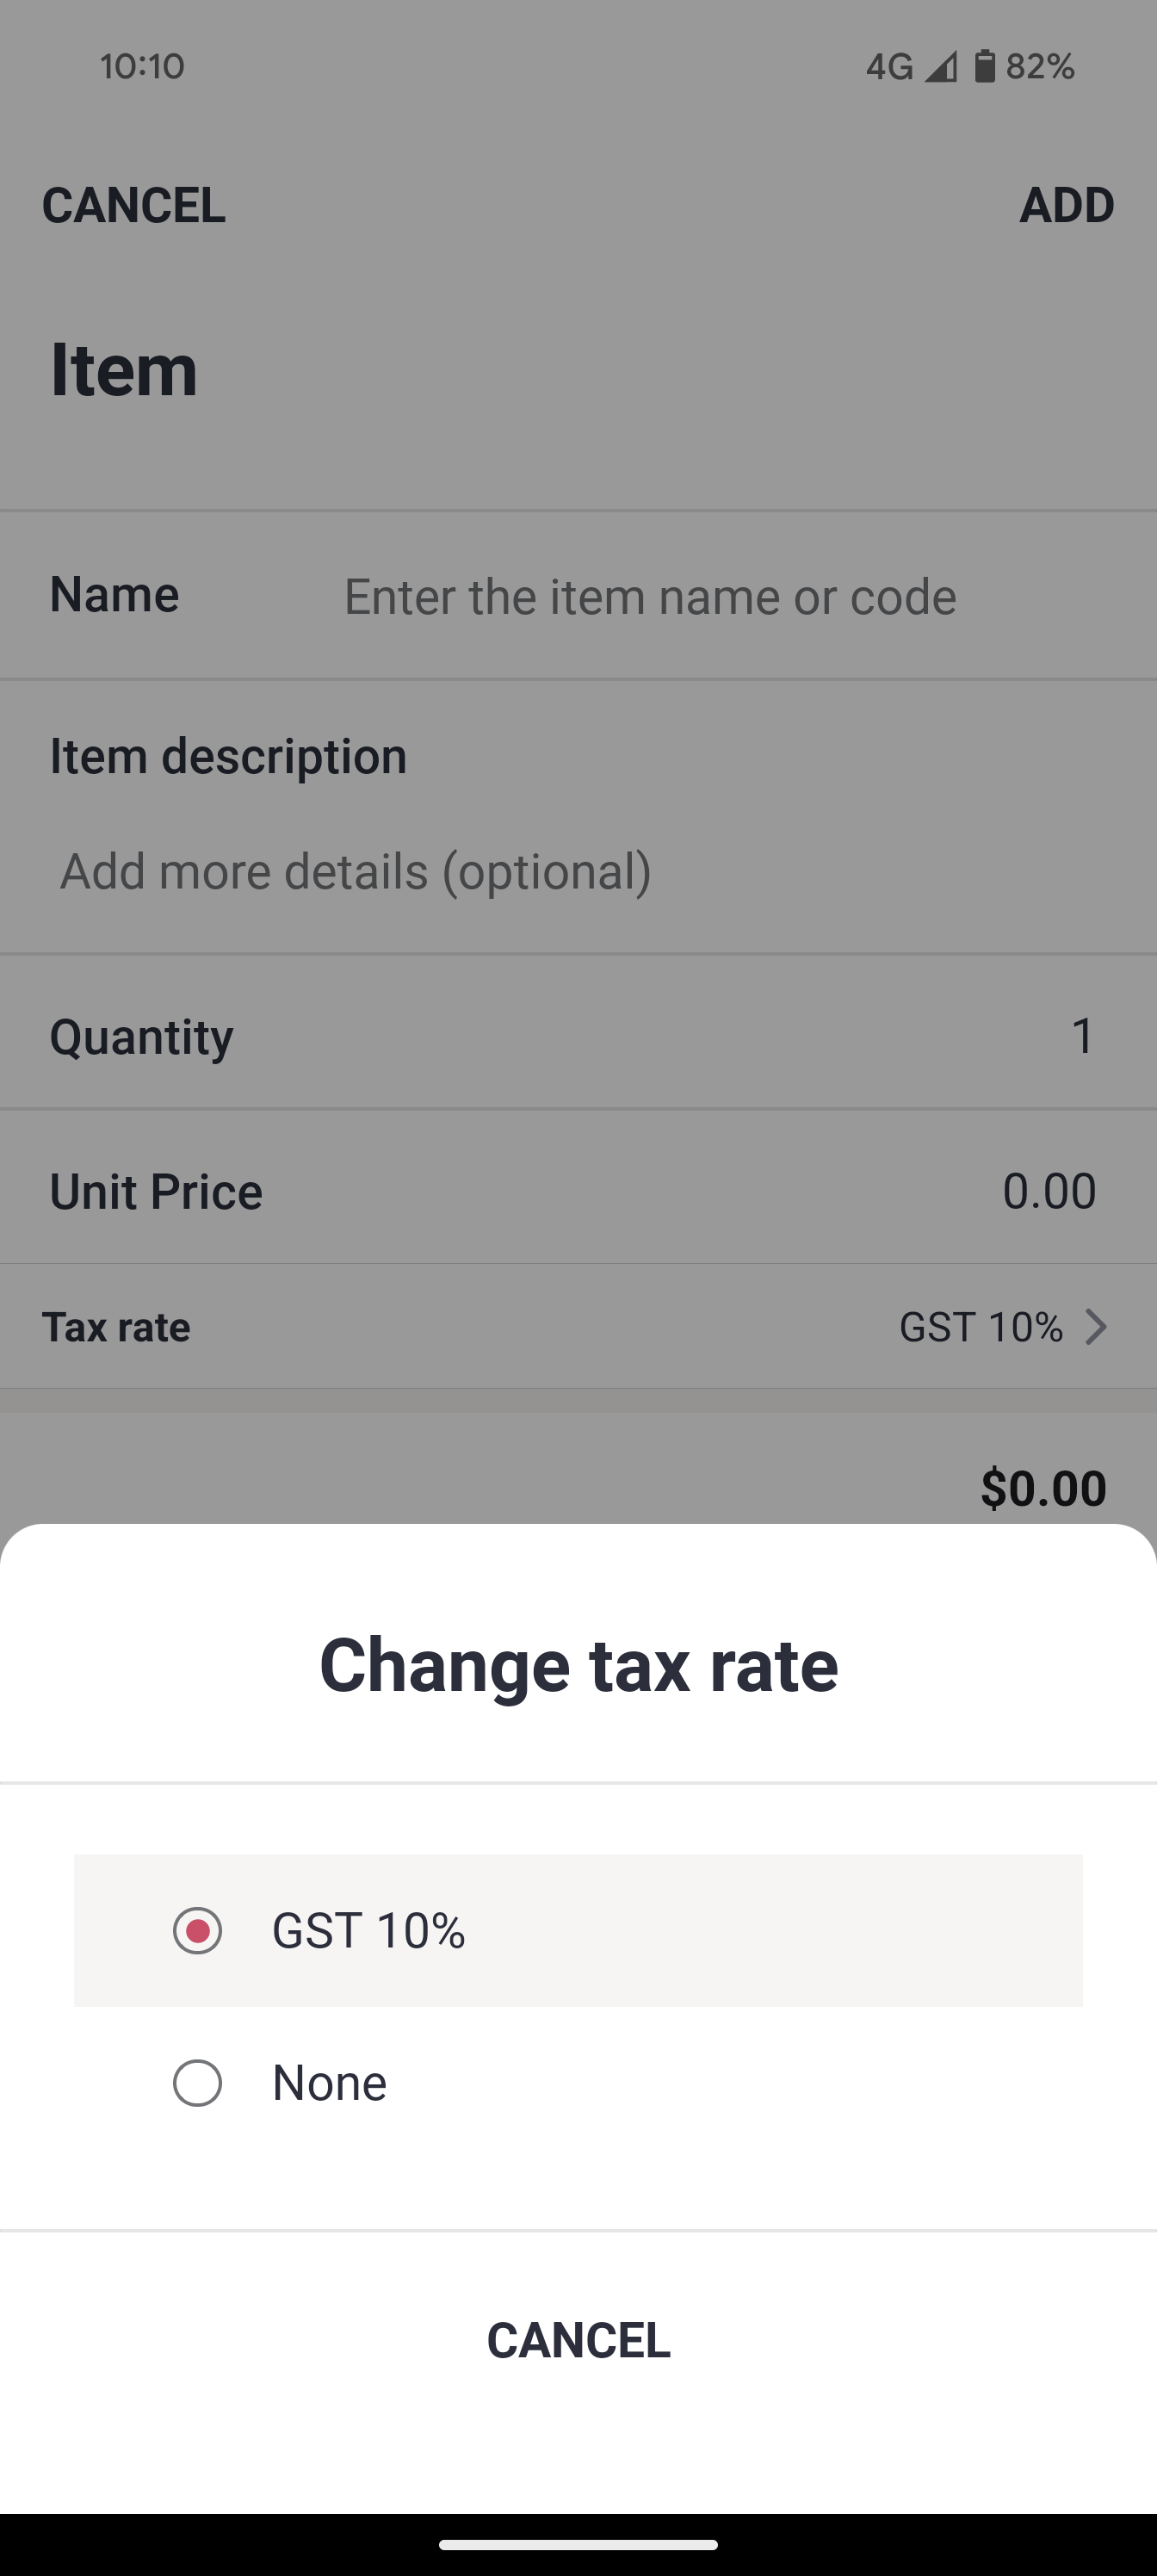 10:10 4G 82%
CANCEL ADD
Item
Name Enter the item name or code
Item description
Add more details (optional)
Quantity 1
Unit Price 0.00
Tax rate GST 10%
$0.00
Change tax rate
GST 10%
None
CANCEL